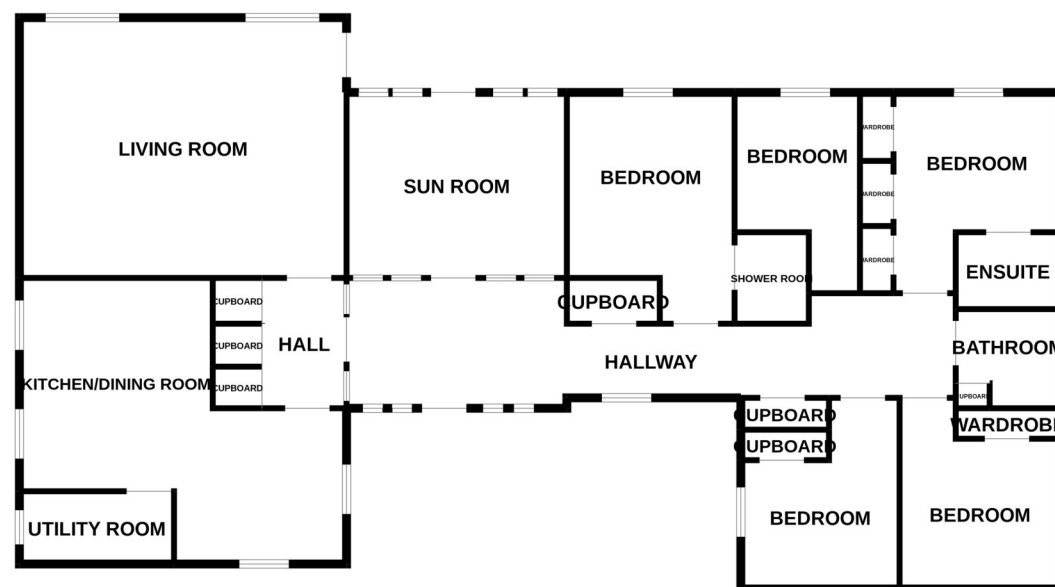 LIVING ROOM
SUN ROOM
BEDROOM
BEDROOM
WARDROBE
BEDROOM
WARDROBE
WARDROBE
SHOWER ROOM
ENSUITE
CUPBOARD
CUPBOARD
CUPBOARD
CUPBOARD
HALL
HALLWAY
BATHROOM
KITCHEN/DINING ROOM
CUPBOARD
CUPBOARD
CUPBOARD
WARDROBE
UTILITY ROOM
BEDROOM
BEDROOM